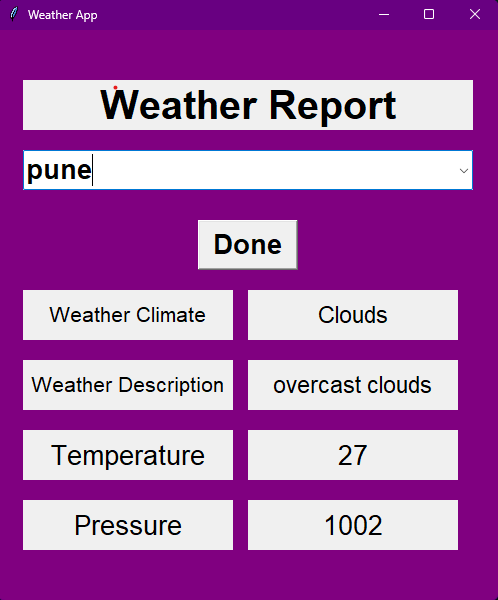 Weather App
Weather Report
pune
Done
Weather Climate Clouds
Weather Description overcast clouds
Temperature 27
Pressure 1002